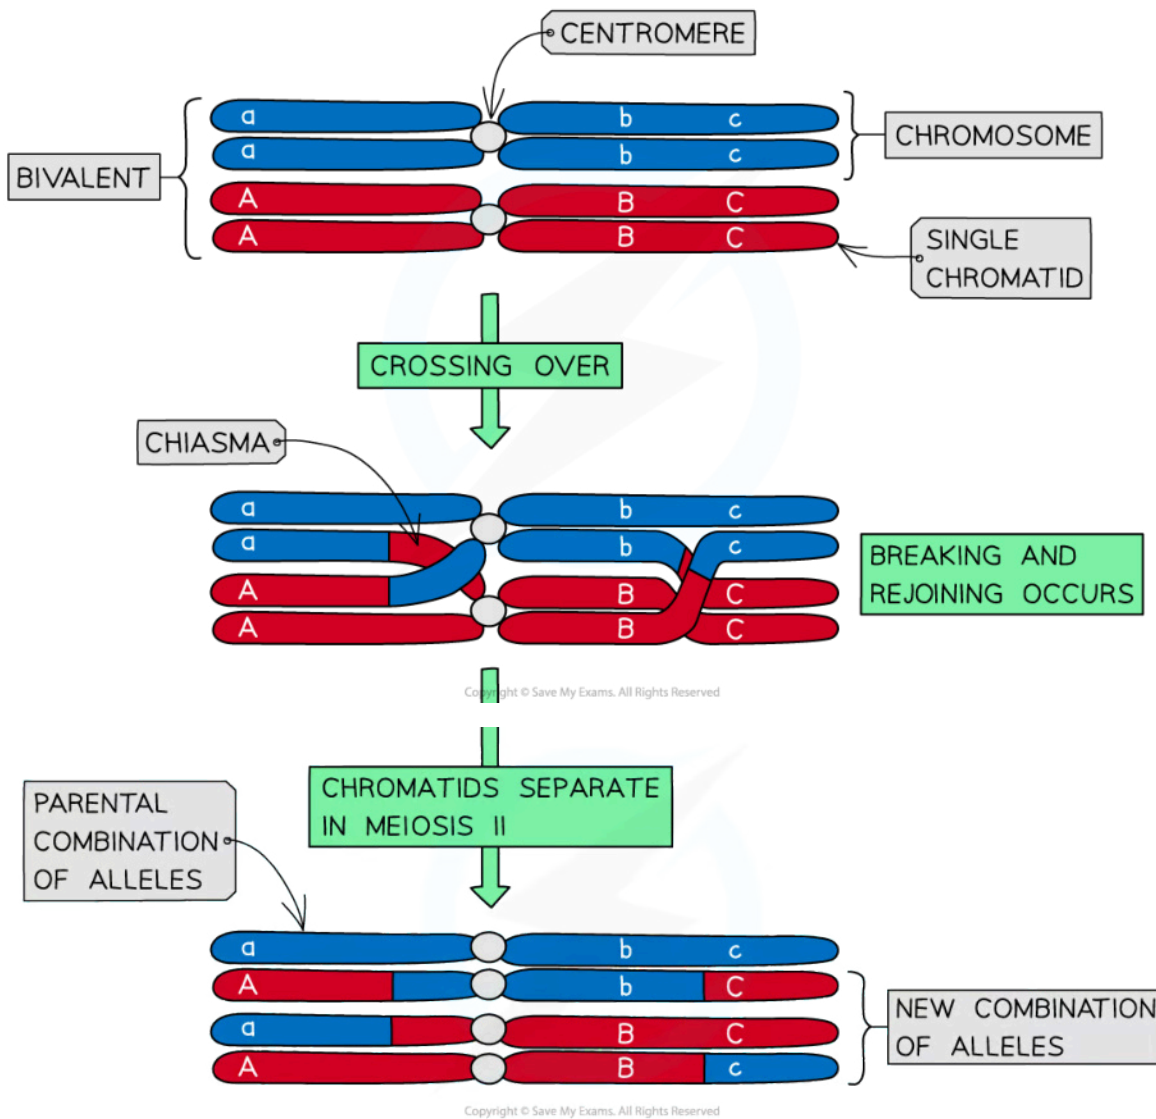 CENTROMERE
a b c
CHROMOSOME
a b c
BIVALENT
A B C
A B C
SINGLE
CHROMATID
CROSSING OVER
CHIASMA
a b c
a b c
BREAKING AND
REJOINING OCCURS
A B C
A B C
Copyright © Save My Exams. All Rights Reserved
CHROMATIDS SEPARATE
IN MEIOSIS II
PARENTAL
COMBINATION
OF ALLELES
a b c
A b C
NEW COMBINATION
OF ALLELES
a B C
A B c
Copyright © Save My Exams. All Rights Reserved